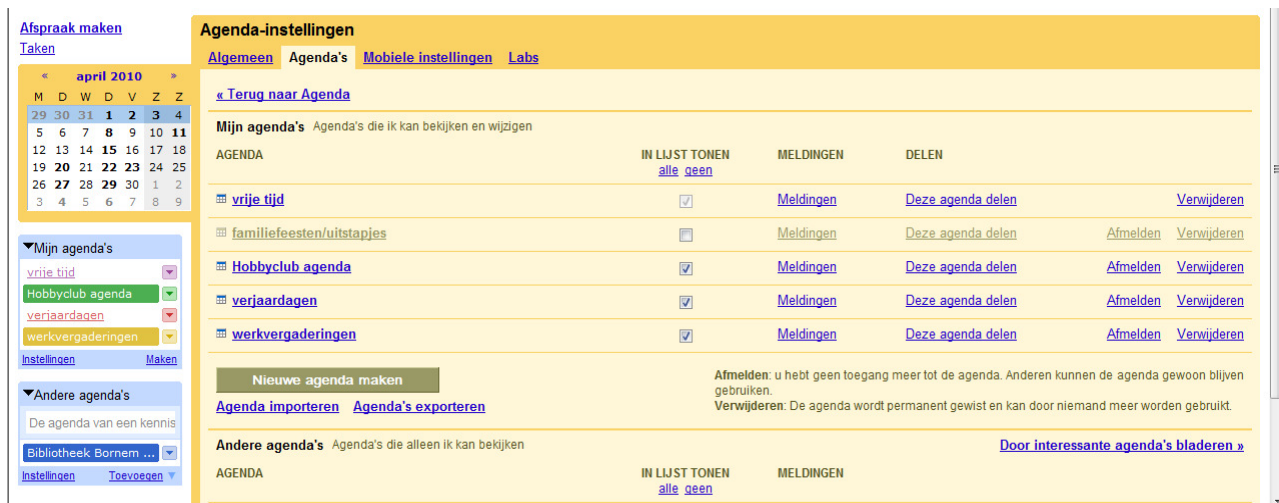 Afspraak maken
Taken
« april 2010 »
M D W D V Z Z
29 30 31 1 2 3 4
5 6 7 8 9 10 11
12 13 14 15 16 17 18
19 20 21 22 23 24 25
26 27 28 29 30 1 2
3 4 5 6 7 8 9
Mijn agenda's
vrije tijd
Hobbyclub agenda
verjaardagen
werkvergaderingen
Instellingen Maken
Andere agenda's
De agenda van een kennis
Bibliotheek Bornem ...
Instellingen Toevoegen
Agenda-instellingen
Algemeen Agenda's Mobiele instellingen Labs
« Terug naar Agenda
Mijn agenda's Agenda's die ik kan bekijken en wijzigen
AGENDA IN LIJST TONEN MELDINGEN DELEN
alle geen
vrije tijd Meldingen Deze agenda delen Verwijderen
familiefeesten/uitstapjes Meldingen Deze agenda delen Afmelden Verwijderen
Hobbyclub agenda Meldingen Deze agenda delen Afmelden Verwijderen
verjaardagen Meldingen Deze agenda delen Afmelden Verwijderen
werkvergaderingen Meldingen Deze agenda delen Afmelden Verwijderen
Nieuwe agenda maken
Agenda importeren Agenda's exporteren
Afmelden: u hebt geen toegang meer tot de agenda. Anderen kunnen de agenda gewoon blijven
gebruiken.
Verwijderen: De agenda wordt permanent gewist en kan door niemand meer worden gebruikt.
Andere agenda's Agenda's die alleen ik kan bekijken Door interessante agenda's bladeren »
AGENDA IN LIJST TONEN MELDINGEN
alle geen